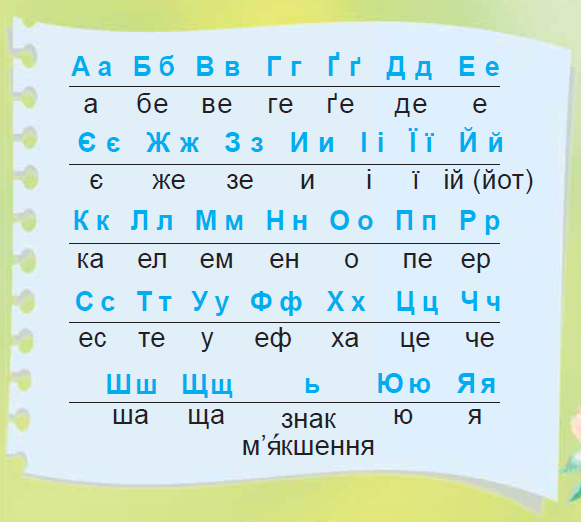 Аа Бб Вв Гг Ґґ Дд Ее
а бе ве ге ґе де е
Єє Жж Зз Ии Іі Її Йй
є же зе и і ї ій (йот)
Кк Лл Мм Нн Оо Пп Рр
ка ел ем ен о пе ер
Сс Тт Уу Фф Хх Цц Чч
ес те у еф ха це че
Шш Щщ ь Юю Яя
ша ща знак ю я
м’я́кшення